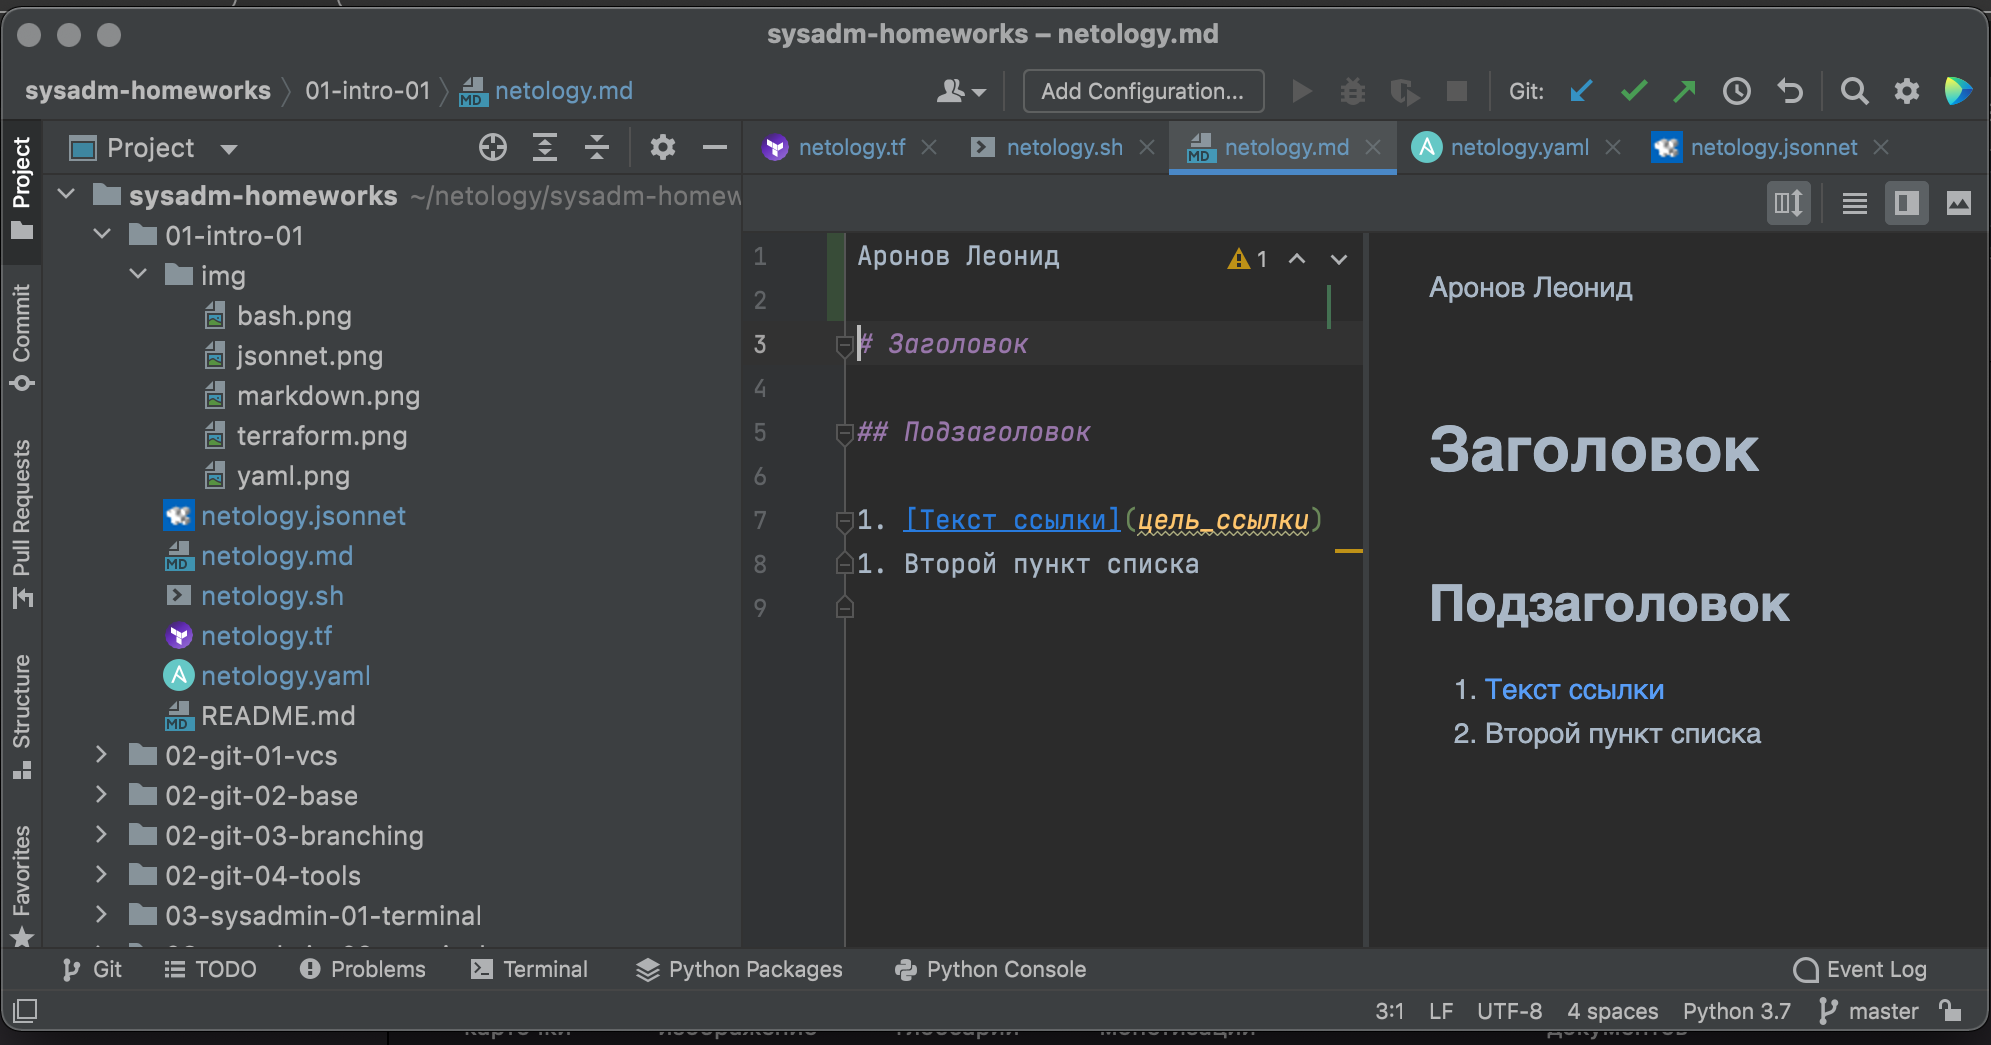 sysadm-homeworks – netology.md
sysadm-homeworks 01-intro-01 netology.md
Add Configuration...
Git:
Project
netology.tf
netology.sh
netology.md
netology.yaml
netology.jsonnet
Project
Commit
Pull Requests
Structure
Favorites
sysadm-homeworks ~/netology/sysadm-homew
01-intro-01
img
bash.png
jsonnet.png
markdown.png
terraform.png
yaml.png
netology.jsonnet
netology.md
netology.sh
netology.tf
netology.yaml
README.md
02-git-01-vcs
02-git-02-base
02-git-03-branching
02-git-04-tools
03-sysadmin-01-terminal
1 Аронов Леонид
1
2
3 # Заголовок
4
5 ## Подзаголовок
6
7 1. [Текст ссылки](цель_ссылки)
8 1. Второй пункт списка
9
Аронов Леонид
Заголовок
Подзаголовок
1. Текст ссылки
2. Второй пункт списка
Git
TODO
Problems
Terminal
Python Packages
Python Console
Event Log
3:1 LF UTF-8 4 spaces Python 3.7 master